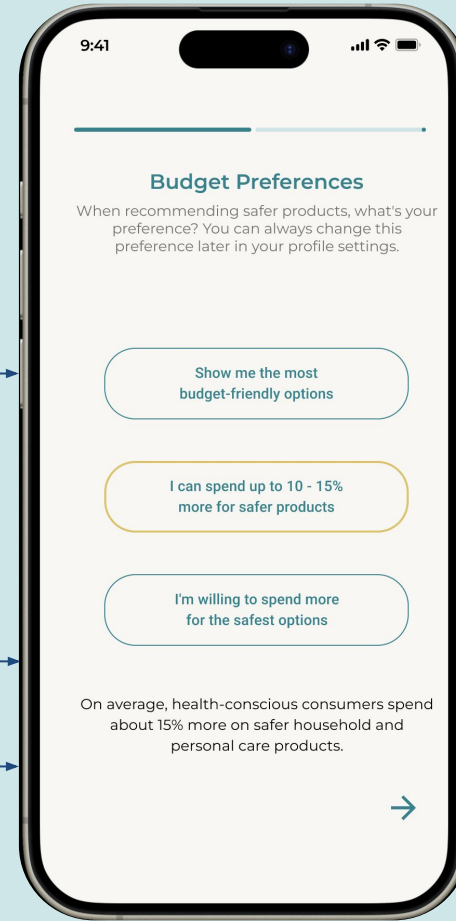 9:41
Budget Preferences
When recommending safer products, what's your
preference? You can always change this
preference later in your profile settings.
Show me the most
budget-friendly options
I can spend up to 10 - 15%
more for safer products
I'm willing to spend more
for the safest options
On average, health-conscious consumers spend
about 15% more on safer household and
personal care products.